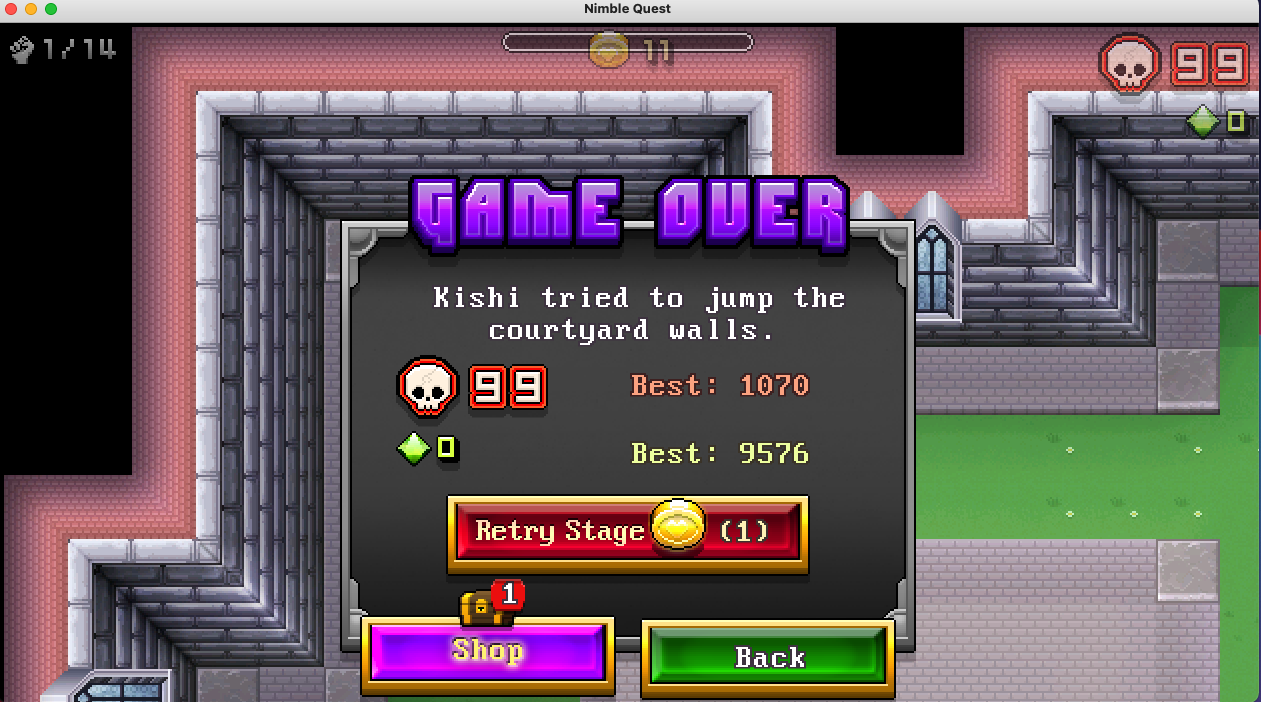 Nimble Quest
1/14
11
99
0
GAME OVER
Kishi tried to jump the
courtyard walls.
99 Best: 1070
0 Best: 9576
Retry Stage (1)
1
Shop
Back